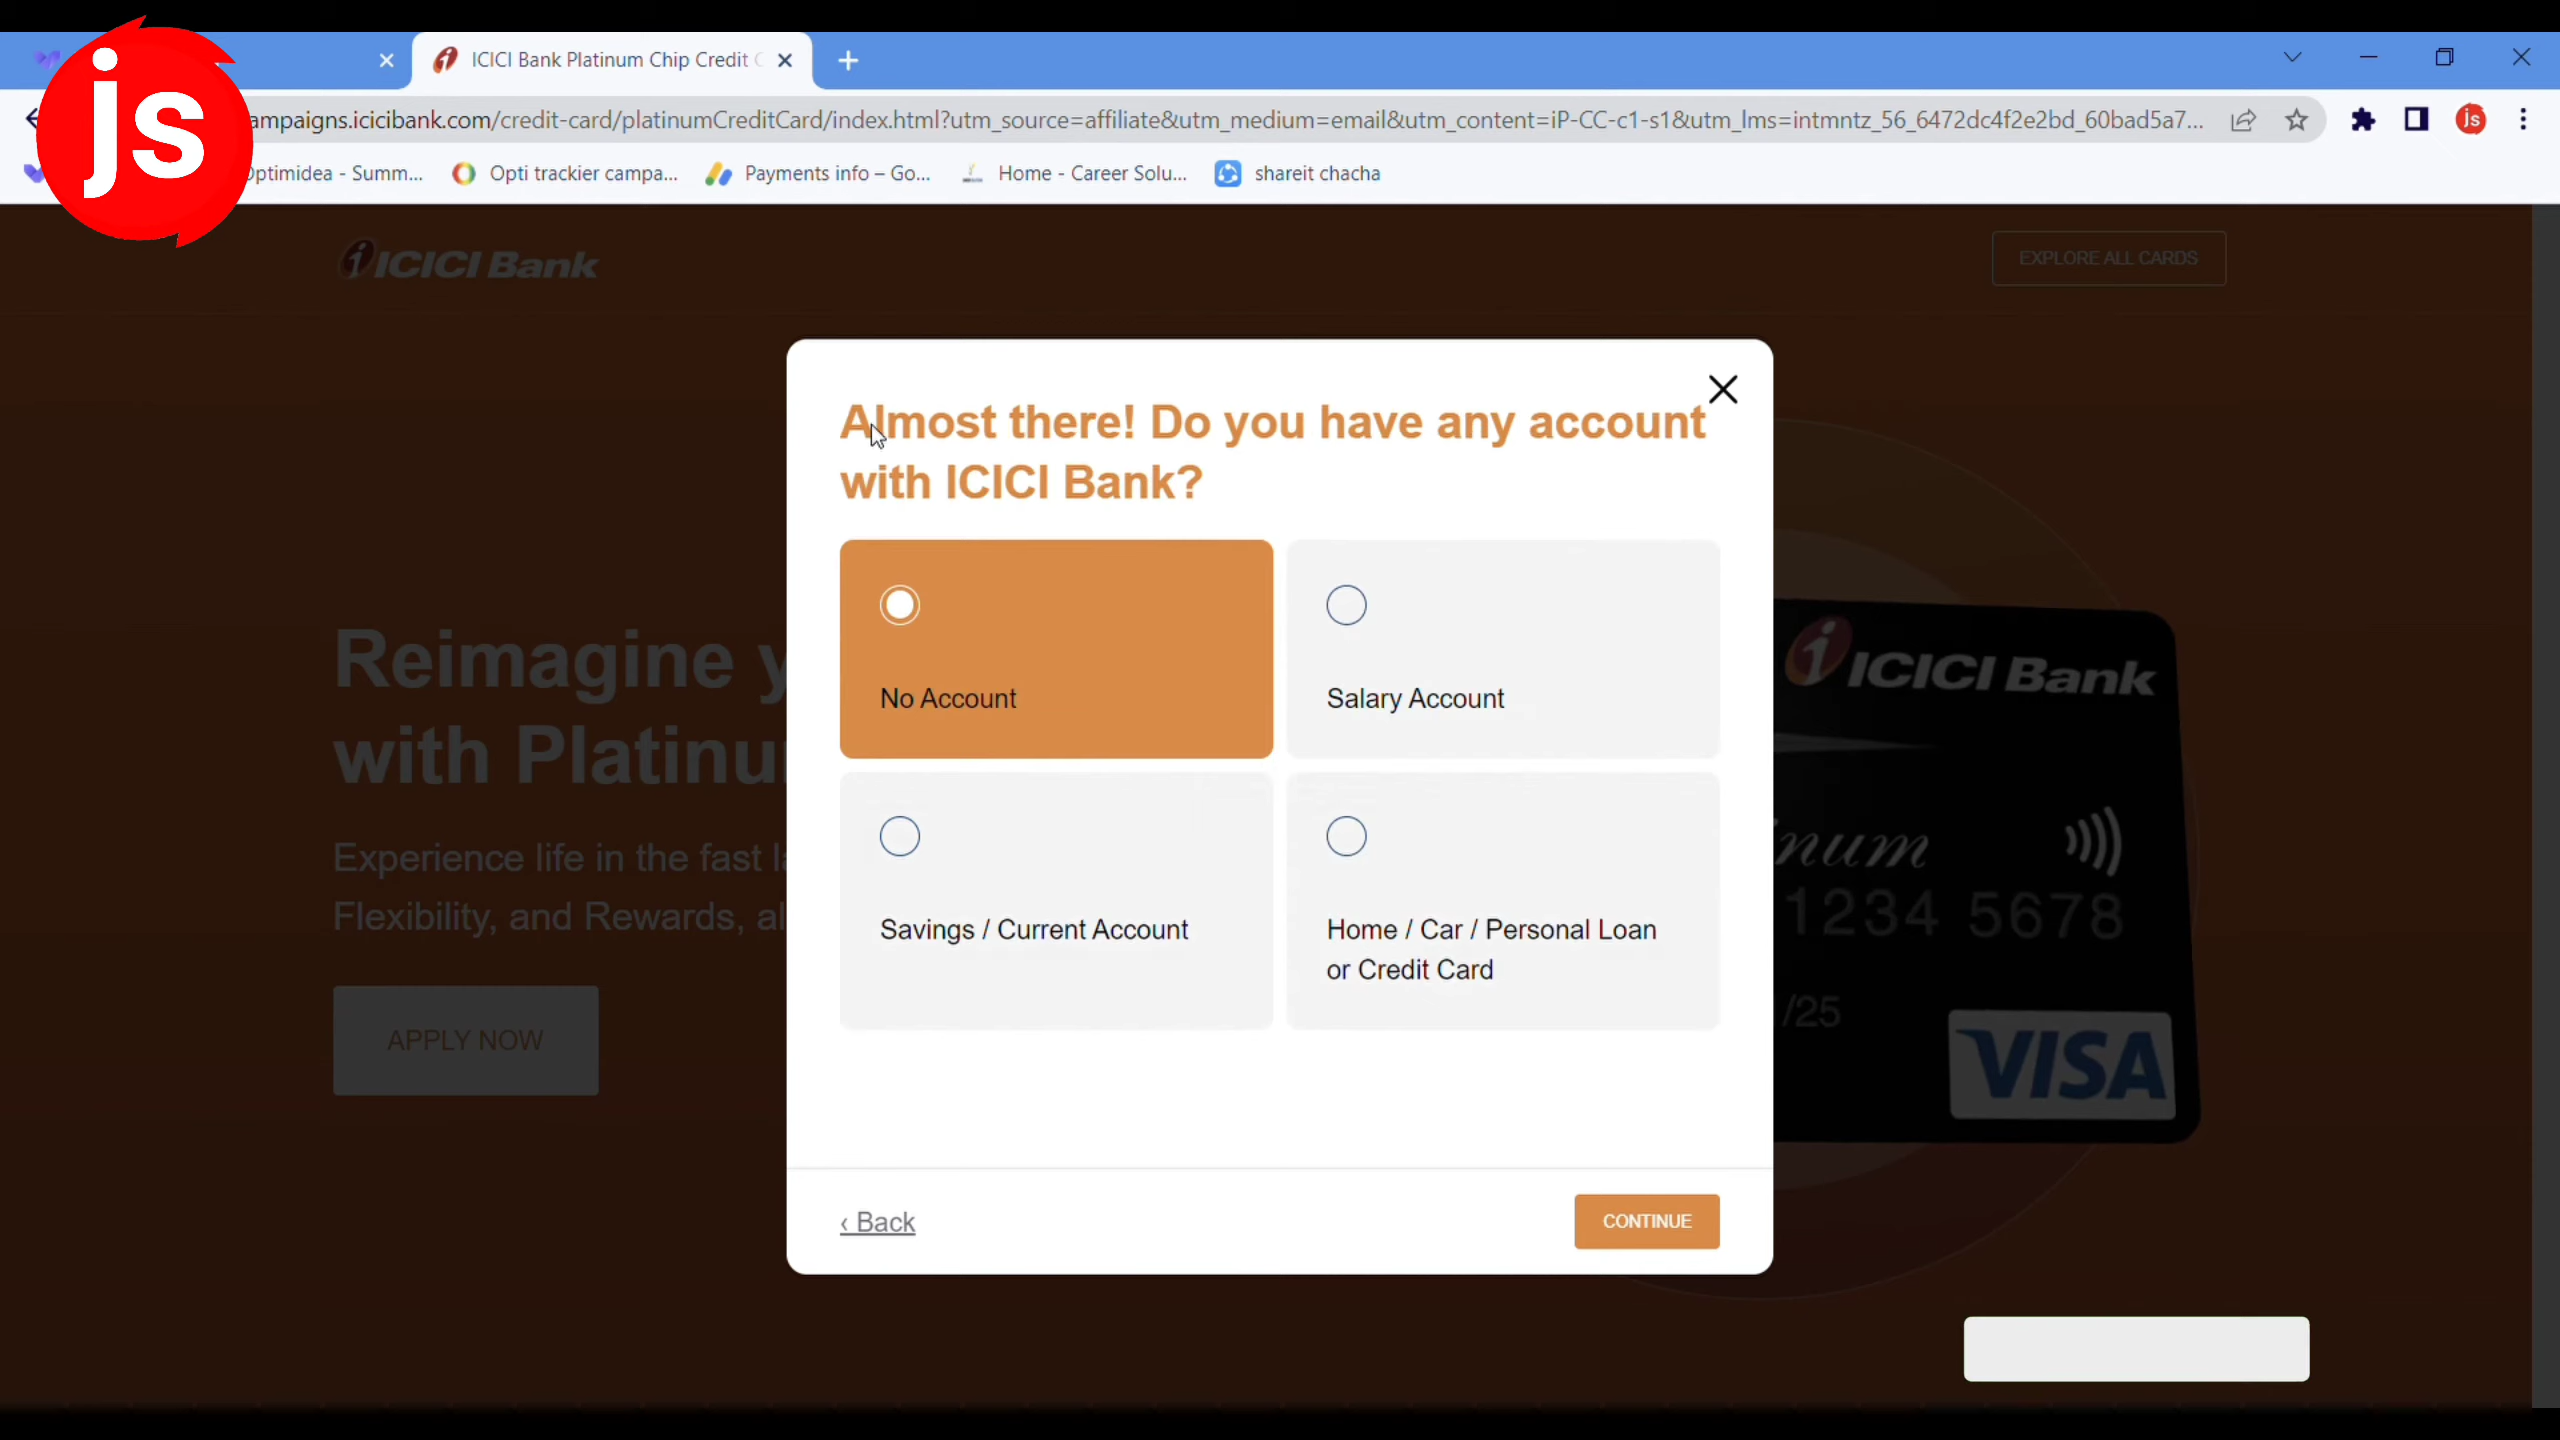 js
ICICI Bank Platinum Chip Credit
ampaigns.icicibank.com/credit-card/platinumCreditCard/index.html?utm_source=affiliate&utm_medium=email&utm_content=iP-CC-c1-s1&utm_lms=intmntz_56_6472dc4f2e2bd_60bad5a7...
js
Optimidea - Summ...
Opti trackier campa...
Payments info – Go...
Home - Career Solu...
shareit chacha
ICICI Bank
EXPLORE ALL CARDS
Almost there! Do you have any account
with ICICI Bank?
No Account
Salary Account
Savings / Current Account
Home / Car / Personal Loan
or Credit Card
‹ Back
CONTINUE
Reimagine y
with Platinu
Experience life in the fast la
Flexibility, and Rewards, al
APPLY NOW
ICICI Bank
inum
1234 5678
/25
VISA